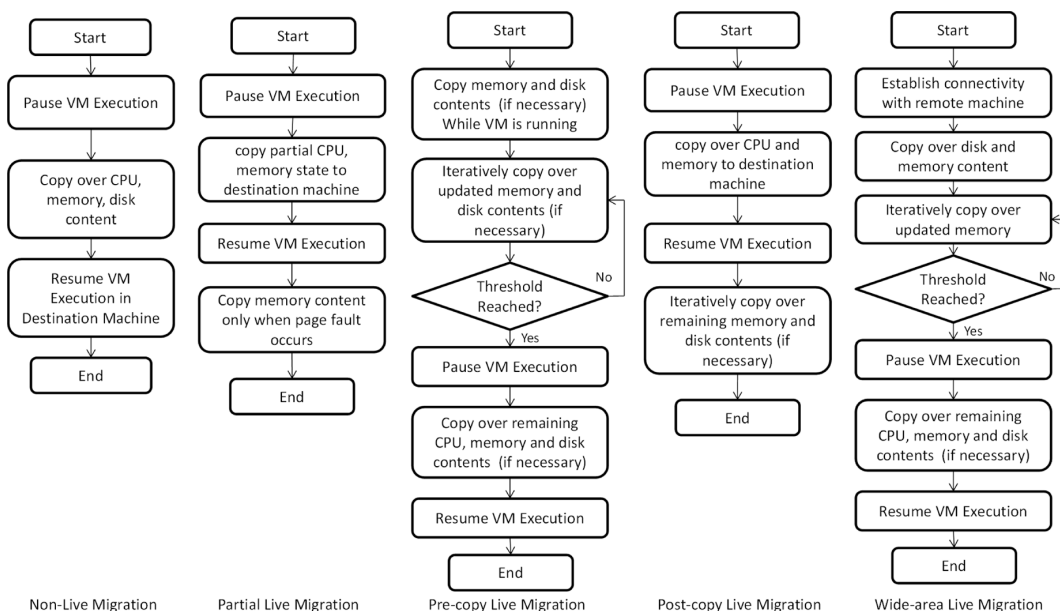 Start
Pause VM Execution
Copy over CPU,
memory, disk
content
Resume VM
Execution in
Destination Machine
End
Non-Live Migration
Start
Pause VM Execution
copy partial CPU,
memory state to
destination machine
Resume VM Execution
Copy memory content
only when page fault
occurs
End
Partial Live Migration
Start
Copy memory and disk
contents (if necessary)
While VM is running
Iteratively copy over
updated memory and
disk contents (if
necessary)
Threshold
Reached?
No
Yes
Pause VM Execution
Copy over remaining
CPU, memory and disk
contents (if necessary)
Resume VM Execution
End
Pre-copy Live Migration
Start
Pause VM Execution
copy over CPU and
memory to destination
machine
Resume VM Execution
Iteratively copy over
remaining memory and
disk contents (if
necessary)
End
Post-copy Live Migration
Start
Establish connectivity
with remote machine
Copy over disk and
memory content
Iteratively copy over
updated memory
Threshold
Reached?
No
Yes
Pause VM Execution
Copy over remaining
CPU, memory and disk
contents (if necessary)
Resume VM Execution
End
Wide-area Live Migration